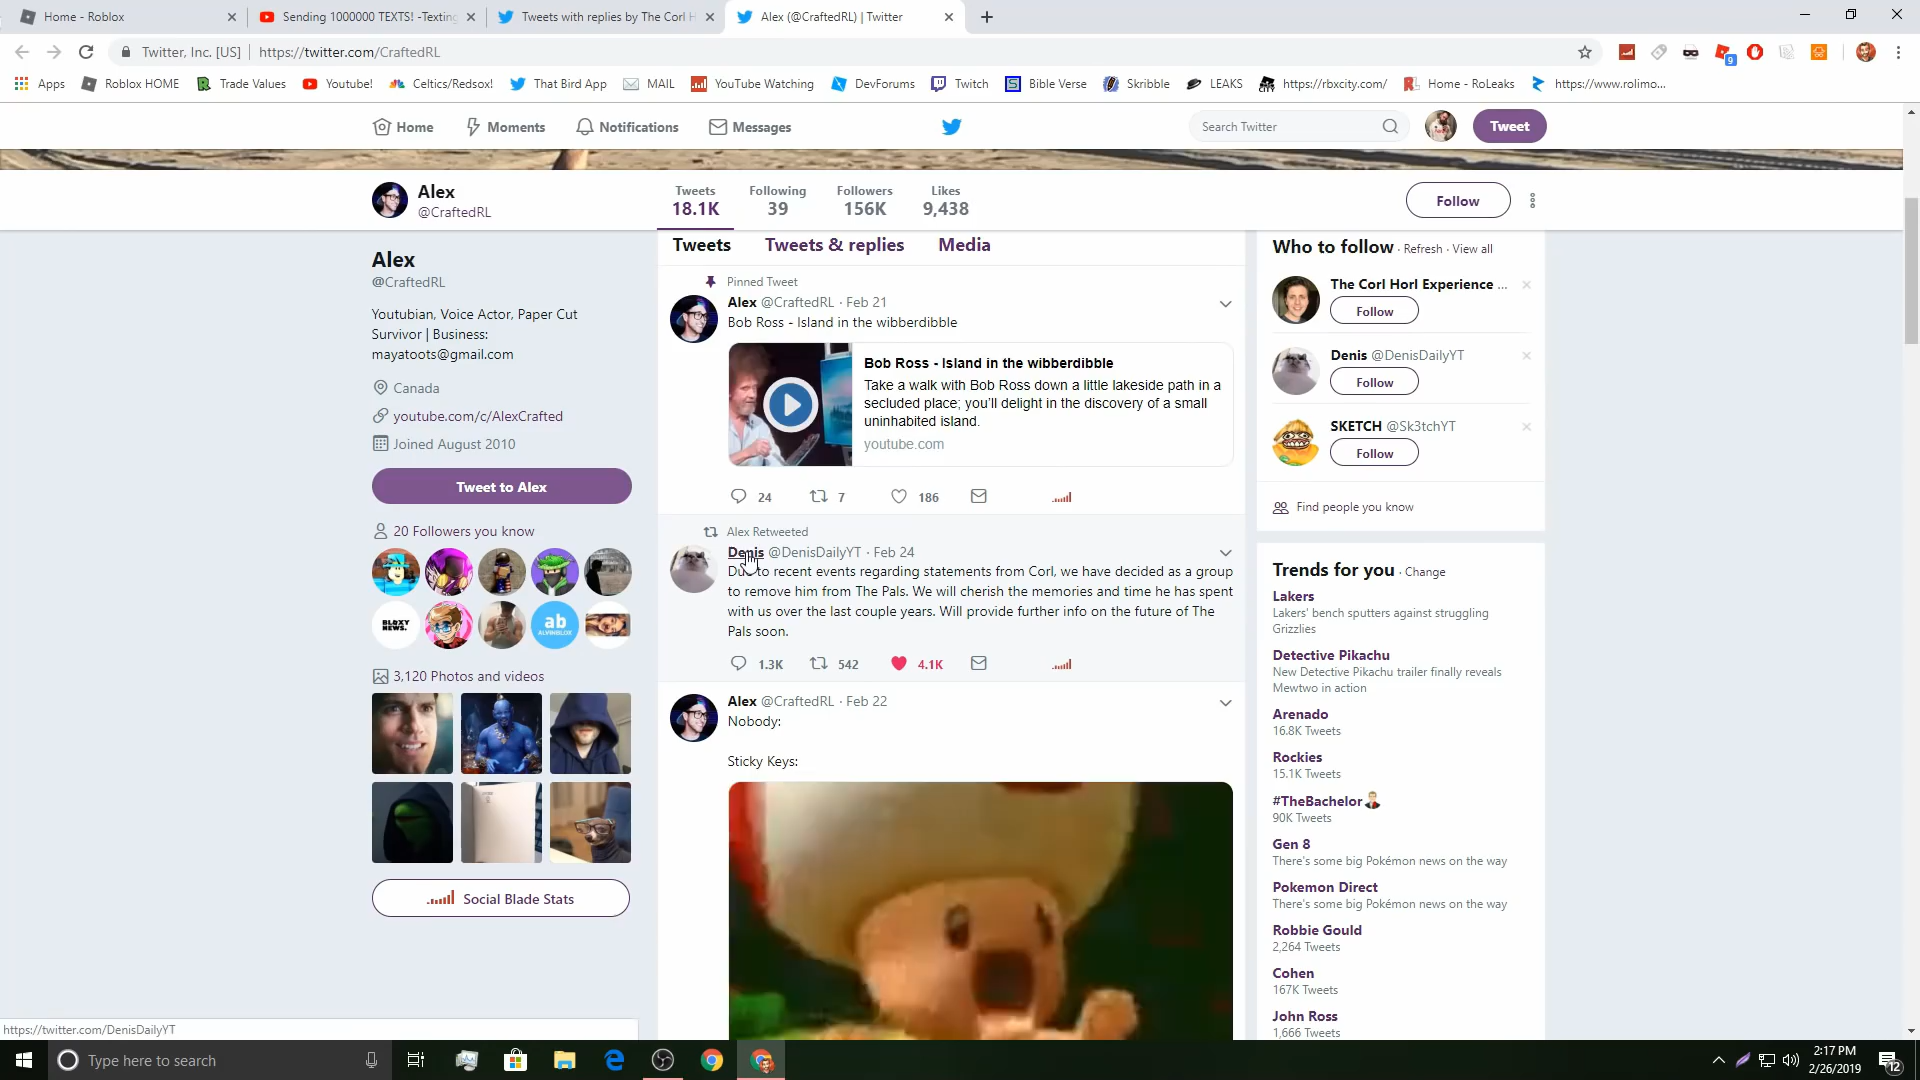 Home - Roblox
Sending 1000000 TEXTS! -Texting
Tweets with replies by The Corl H
Alex (@CraftedRL) | Twitter
Twitter, Inc. [US] | https://twitter.com/CraftedRL
9
Apps
Roblox HOME
Trade Values
Youtube!
Celtics/Redsox!
That Bird App
MAIL
YouTube Watching
DevForums
Twitch
Bible Verse
Skribble
LEAKS
https://rbxcity.com/
Home - RoLeaks
https://www.rolimo...
Home
Moments
Notifications
Messages
Search Twitter
Tweet
Alex
@CraftedRL
Tweets
18.1K
Following
39
Followers
156K
Likes
9,438
Follow
Alex
@CraftedRL
Youtubian, Voice Actor, Paper Cut
Survivor | Business:
mayatoots@gmail.com
Canada
youtube.com/c/AlexCrafted
Joined August 2010
Tweet to Alex
20 Followers you know
BLOXY
NEWS.
ab
ALVINBLOX
3,120 Photos and videos
Social Blade Stats
Tweets
Tweets & replies
Media
Pinned Tweet
Alex @CraftedRL · Feb 21
Bob Ross - Island in the wibberdibble
Bob Ross - Island in the wibberdibble
Take a walk with Bob Ross down a little lakeside path in a
secluded place; you'll delight in the discovery of a small
uninhabited island.
youtube.com
24
7
186
Alex Retweeted
Denis @DenisDailyYT · Feb 24
Due to recent events regarding statements from Corl, we have decided as a group
to remove him from The Pals. We will cherish the memories and time he has spent
with us over the last couple years. Will provide further info on the future of The
Pals soon.
1.3K
542
4.1K
Alex @CraftedRL · Feb 22
Nobody:
Sticky Keys:
Who to follow · Refresh · View all
The Corl Horl Experience ...
Follow
Denis @DenisDailyYT
Follow
SKETCH @Sk3tchYT
Follow
Find people you know
Trends for you · Change
Lakers
Lakers' bench sputters against struggling
Grizzlies
Detective Pikachu
New Detective Pikachu trailer finally reveals
Mewtwo in action
Arenado
16.8K Tweets
Rockies
15.1K Tweets
#TheBachelor
90K Tweets
Gen 8
There's some big Pokémon news on the way
Pokemon Direct
There's some big Pokémon news on the way
Robbie Gould
2,264 Tweets
Cohen
167K Tweets
John Ross
1,666 Tweets
https://twitter.com/DenisDailyYT
Type here to search
2:17 PM
2/26/2019
12